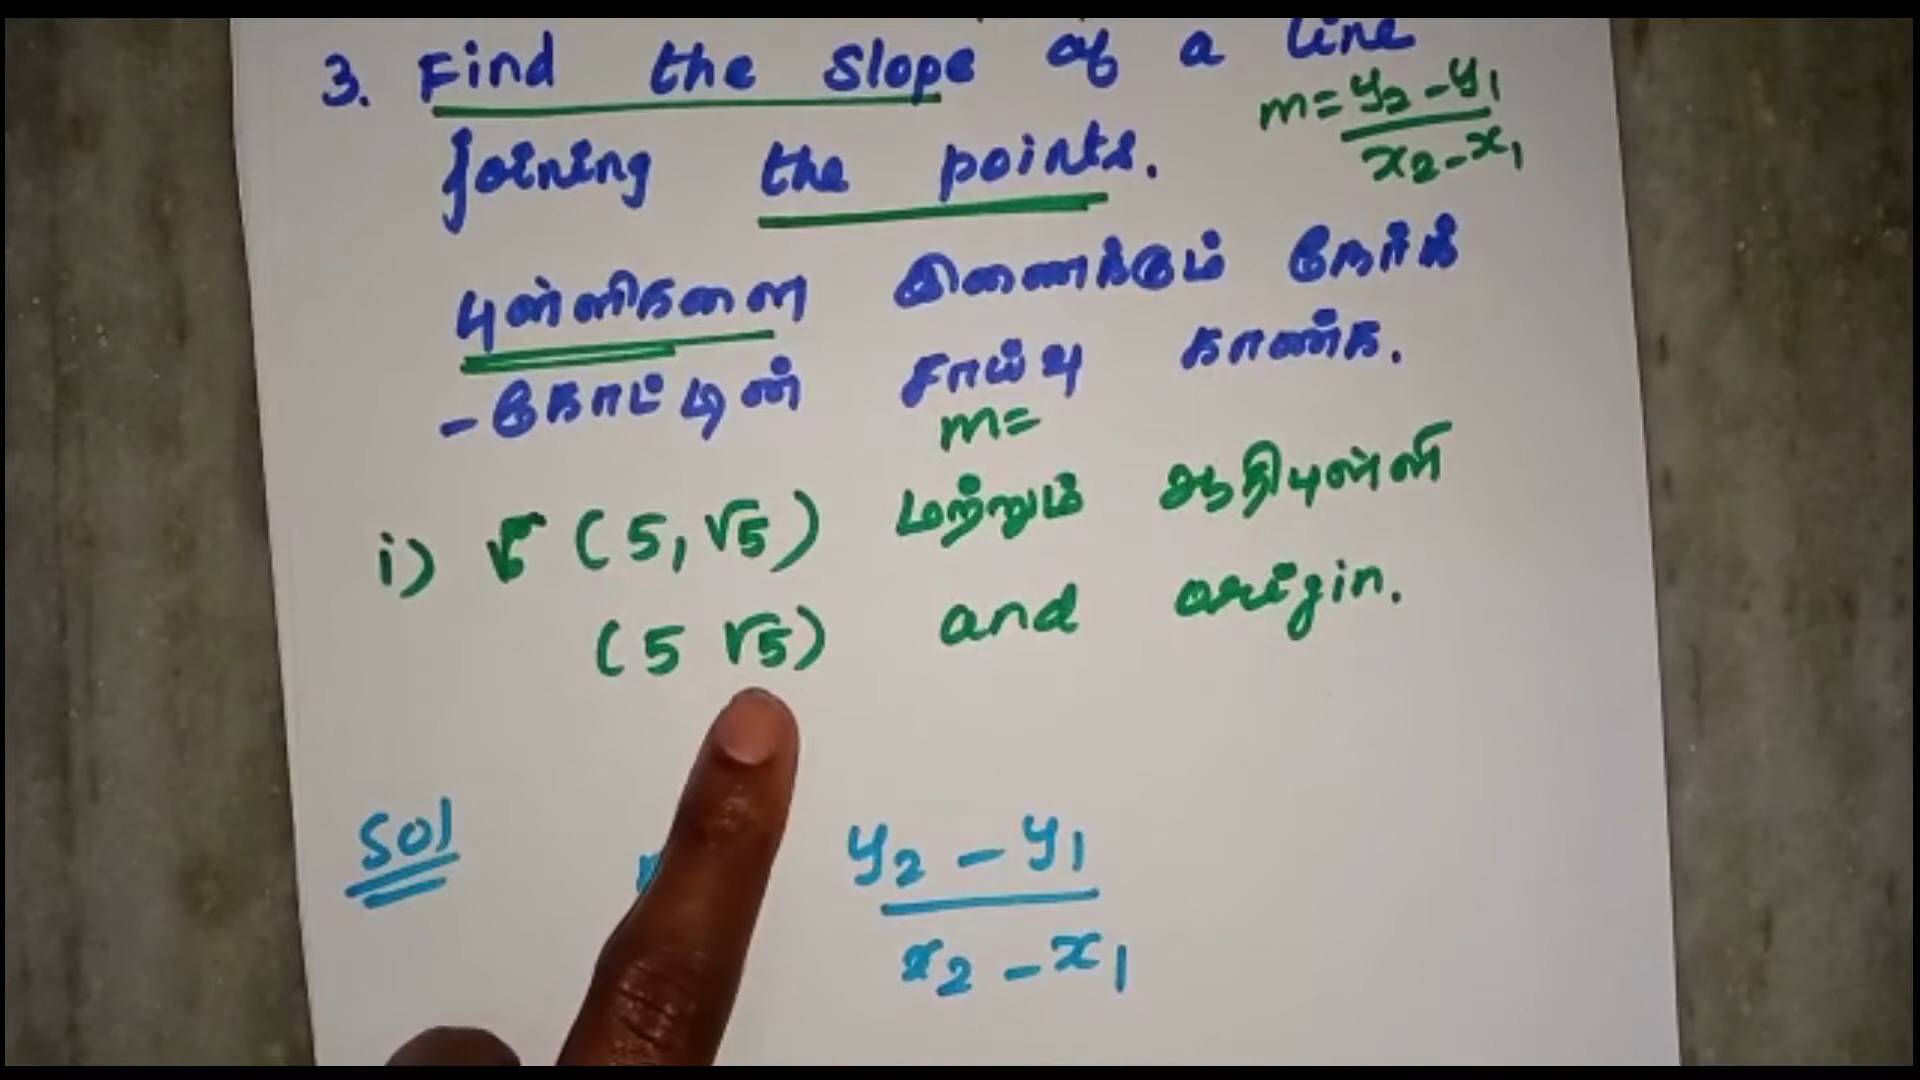 3. Find the Slope of a line
m = y₂ - y₁ / x₂ - x₁
Joining the points.
புள்ளிகளை இணைக்கும் நேர்க்
-கோட்டின் சாய்வு காண்க.
m=
i) (5, √5) மற்றும் ஆதிபுள்ளி
(5 √5) and origin.
Sol
y₂ - y₁
x₂ - x₁